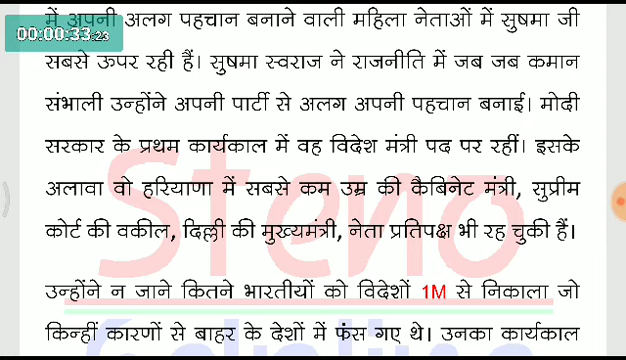 में अपनी अलग पहचान बनाने वाली महिला नेताओं में सुषमा जी
00:00:33:23
सबसे ऊपर रही हैं। सुषमा स्वराज ने राजनीति में जब जब कमान
संभाली उन्होंने अपनी पार्टी से अलग अपनी पहचान बनाई। मोदी
सरकार के प्रथम कार्यकाल में वह विदेश मंत्री पद पर रहीं। इसके
अलावा वो हरियाणा में सबसे कम उम्र की कैबिनेट मंत्री, सुप्रीम
कोर्ट की वकील, दिल्ली की मुख्यमंत्री, नेता प्रतिपक्ष भी रह चुकी हैं।
Steno
उन्होंने न जाने कितने भारतीयों को विदेशों 1M से निकाला जो
किन्हीं कारणों से बाहर के देशों में फंस गए थे। उनका कार्यकाल